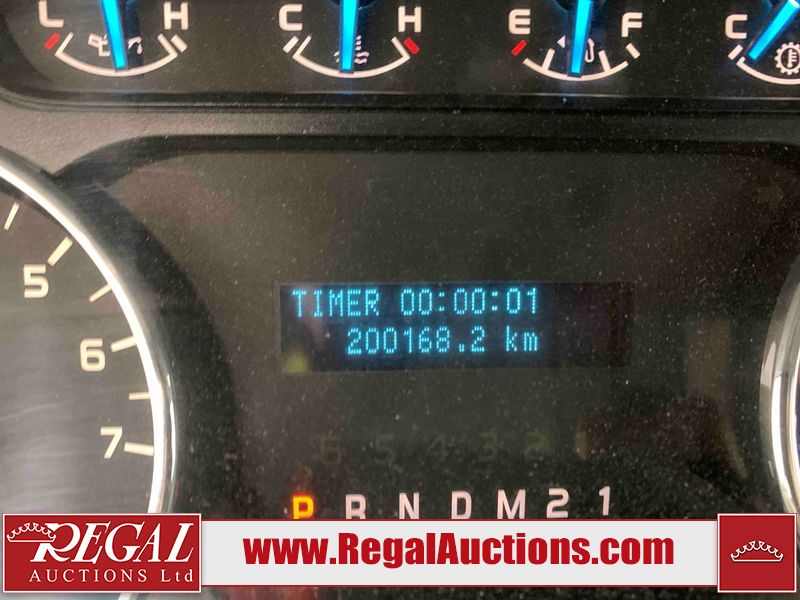 L H C H E F C
5
6
7
TIMER 00:00:01
200168.2 km
6 5 4 3 2 1
P R N D M 2 1
REGAL
AUCTIONS Ltd
www.RegalAuctions.com